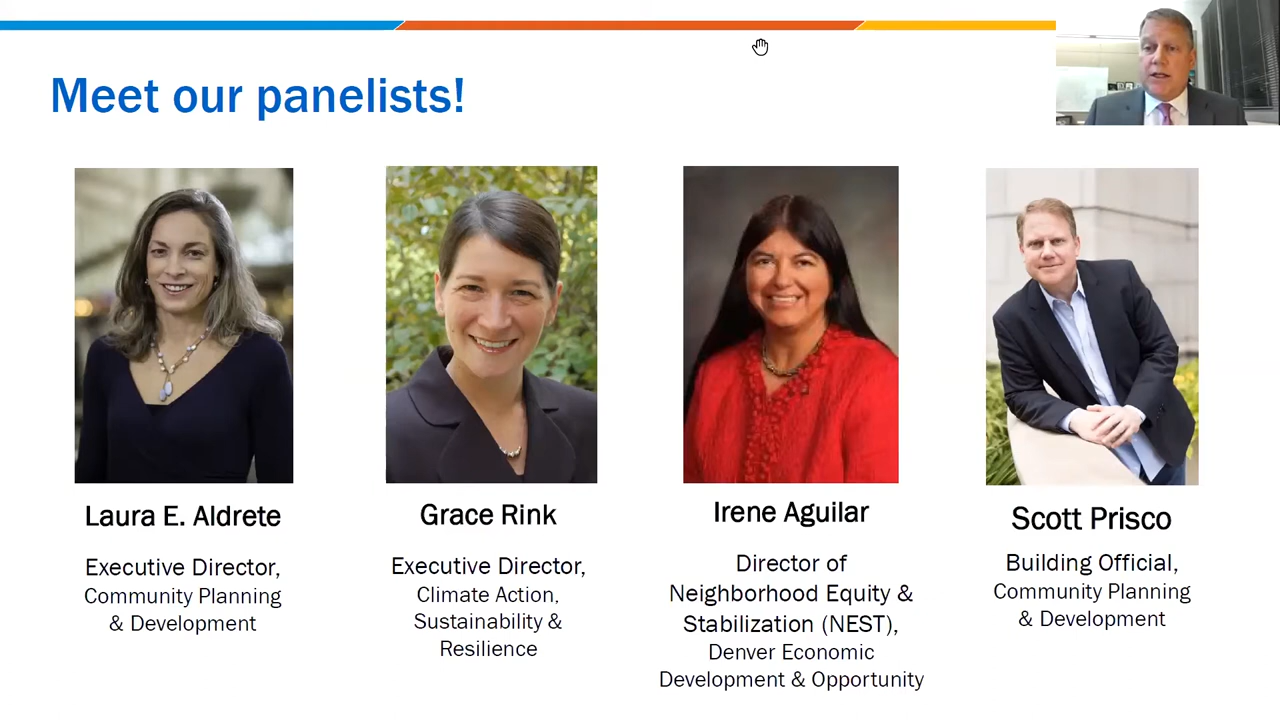 Meet our panelists!
Laura E. Aldrete
Executive Director,
Community Planning
& Development
Grace Rink
Executive Director,
Climate Action,
Sustainability &
Resilience
Irene Aguilar
Director of
Neighborhood Equity &
Stabilization (NEST),
Denver Economic
Development & Opportunity
Scott Prisco
Building Official,
Community Planning
& Development